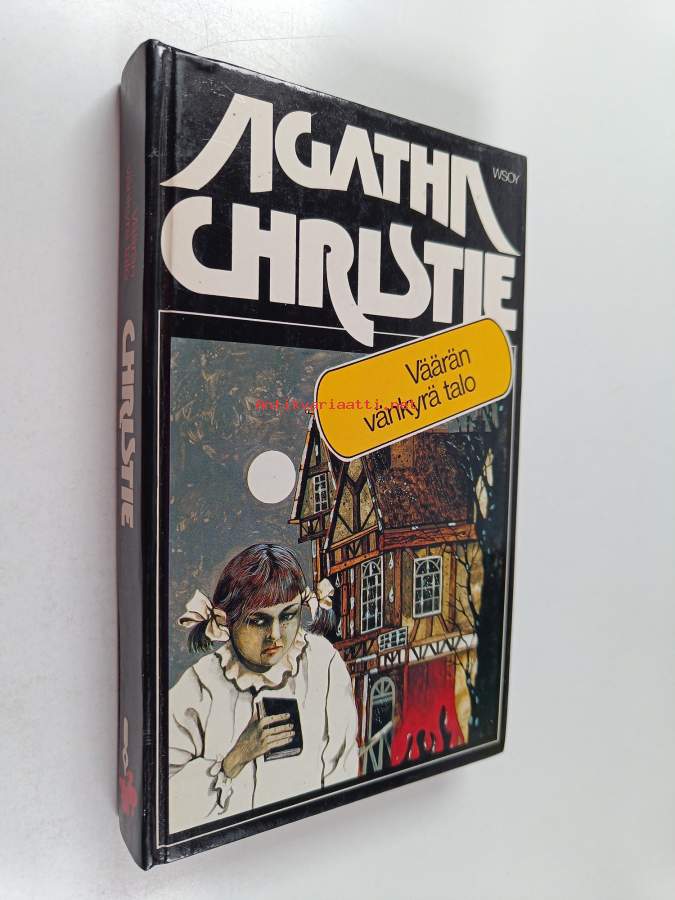 AGATHA
WSOY
CHRISTIE
Väärän
vänkyrä talo
antikvariaatti.net
CHRISTIE